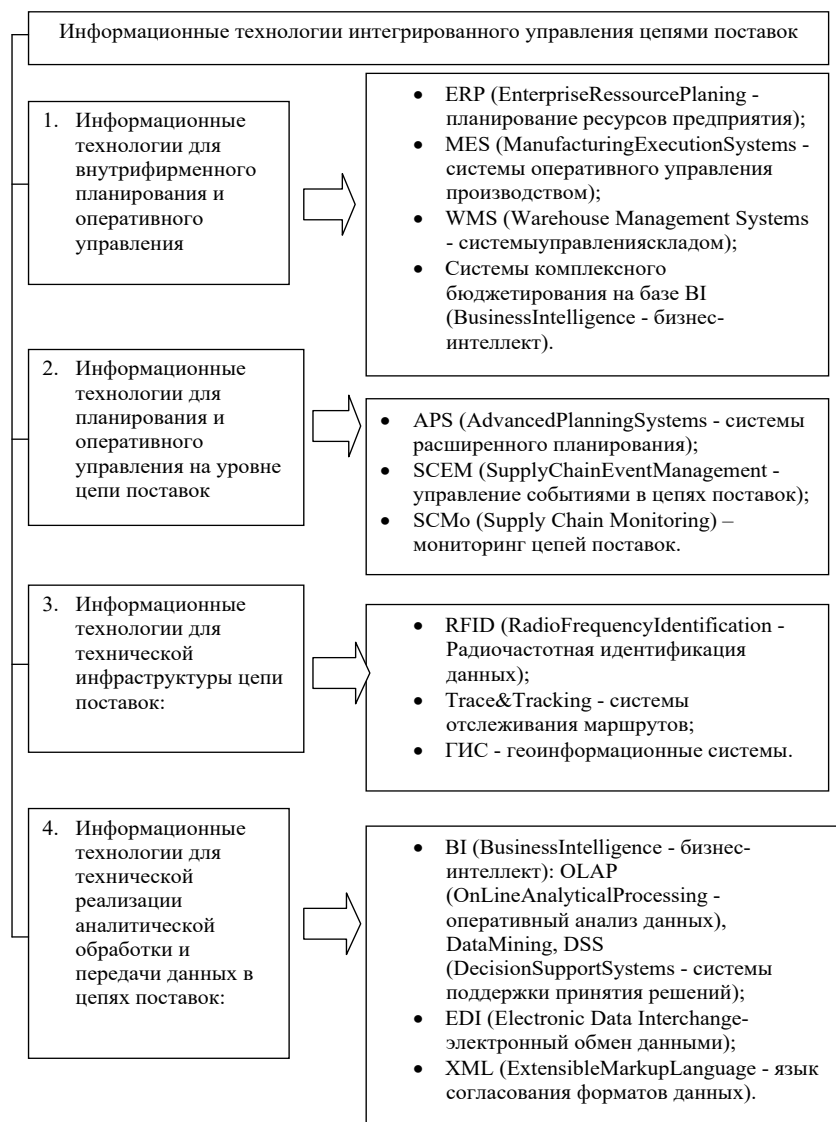 Информационные технологии интегрированного управления цепями поставок
1. Информационные
технологии для
внутрифирменного
планирования и
оперативного
управления
• ERP (EnterpriseRessourcePlaning -
планирование ресурсов предприятия);
• MES (ManufacturingExecutionSystems -
системы оперативного управления
производством);
• WMS (Warehouse Management Systems
- системыуправленияскладом);
• Системы комплексного
бюджетирования на базе BI
(BusinessIntelligence - бизнес-
интеллект).
2. Информационные
технологии для
планирования и
оперативного
управления на уровне
цепи поставок
• APS (AdvancedPlanningSystems - системы
расширенного планирования);
• SCEM (SupplyChainEventManagement -
управление событиями в цепях поставок);
• SCMo (Supply Chain Monitoring) –
мониторинг цепей поставок.
3. Информационные
технологии для
технической
инфраструктуры цепи
поставок:
• RFID (RadioFrequencyIdentification -
Радиочастотная идентификация
данных);
• Trace&Tracking - системы
отслеживания маршрутов;
• ГИС - геоинформационные системы.
4. Информационные
технологии для
технической
реализации
аналитической
обработки и
передачи данных в
цепях поставок:
• BI (BusinessIntelligence - бизнес-
интеллект): OLAP
(OnLineAnalyticalProcessing -
оперативный анализ данных),
DataMining, DSS
(DecisionSupportSystems - системы
поддержки принятия решений);
• EDI (Electronic Data Interchange-
электронный обмен данными);
• XML (ExtensibleMarkupLanguage - язык
согласования форматов данных).